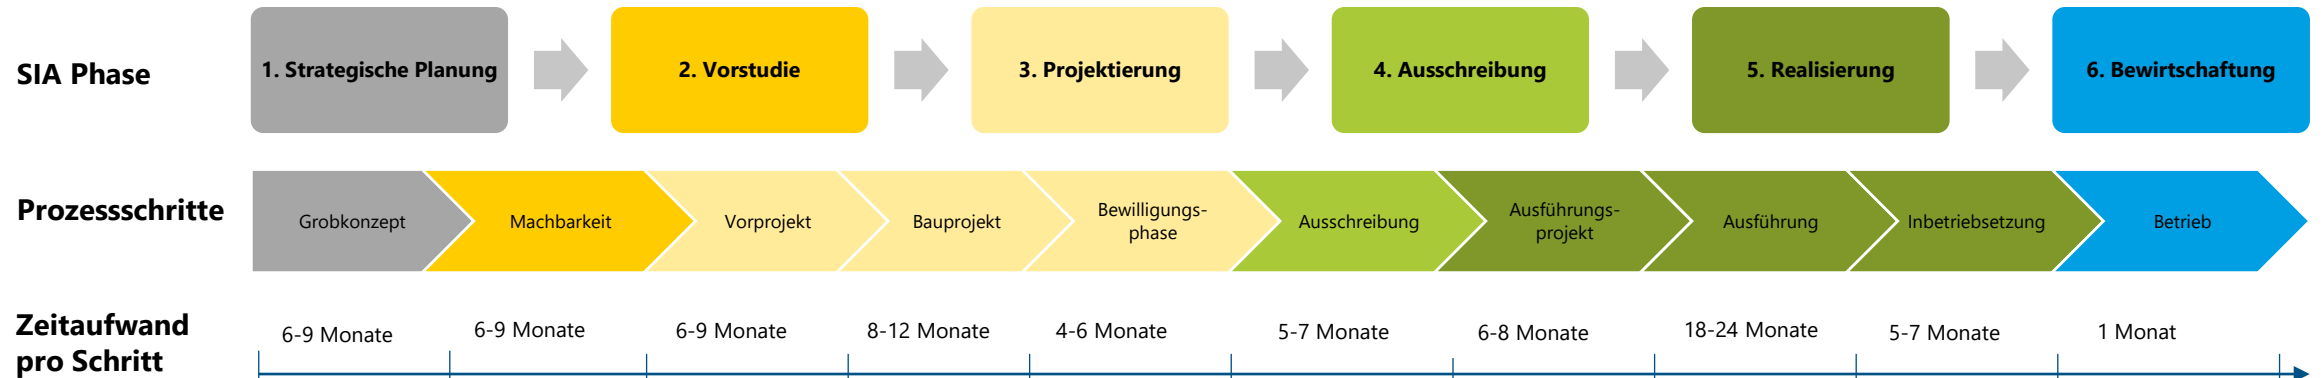 SIA Phase
1. Strategische Planung
2. Vorstudie
3. Projektierung
4. Ausschreibung
5. Realisierung
6. Bewirtschaftung
Prozessschritte
Grobkonzept
Machbarkeit
Vorprojekt
Bauprojekt
Bewilligungs-
phase
Ausschreibung
Ausführungs-
projekt
Ausführung
Inbetriebsetzung
Betrieb
Zeitaufwand
pro Schritt
6-9 Monate
6-9 Monate
6-9 Monate
8-12 Monate
4-6 Monate
5-7 Monate
6-8 Monate
18-24 Monate
5-7 Monate
1 Monat